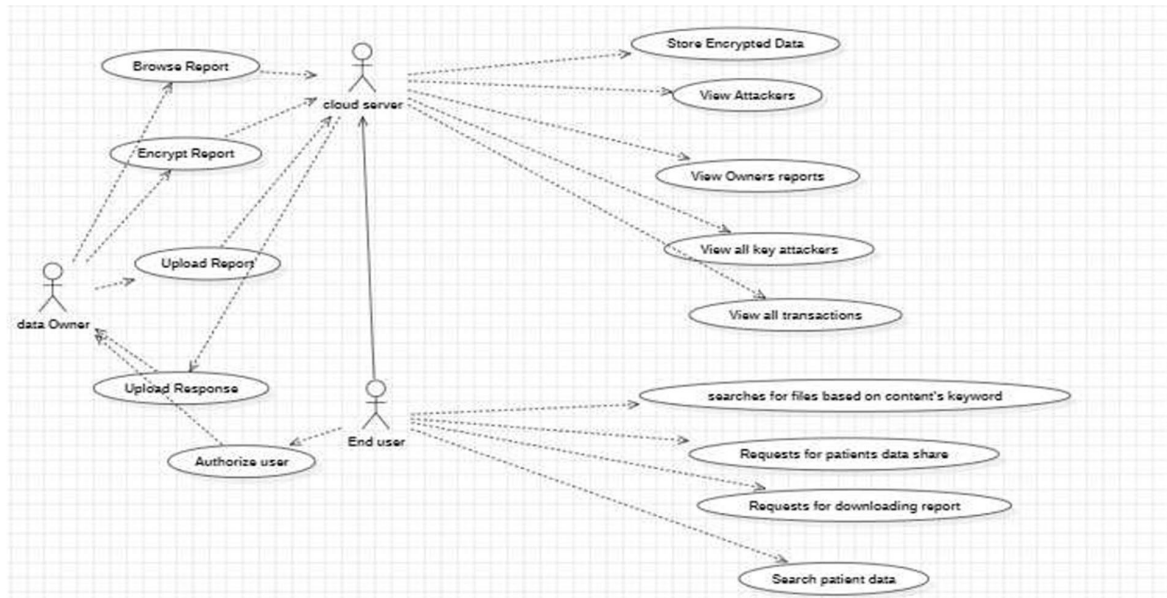 Store Encrypted Data
Browse Report
View Attackers
cloud server
Encrypt Report
View Owners reports
View all key attackers
Upload Report
View all transactions
data Owner
Upload Response
searches for files based on content's keyword
End user
Requests for patients data share
Authorize user
Requests for downloading report
Search patient data